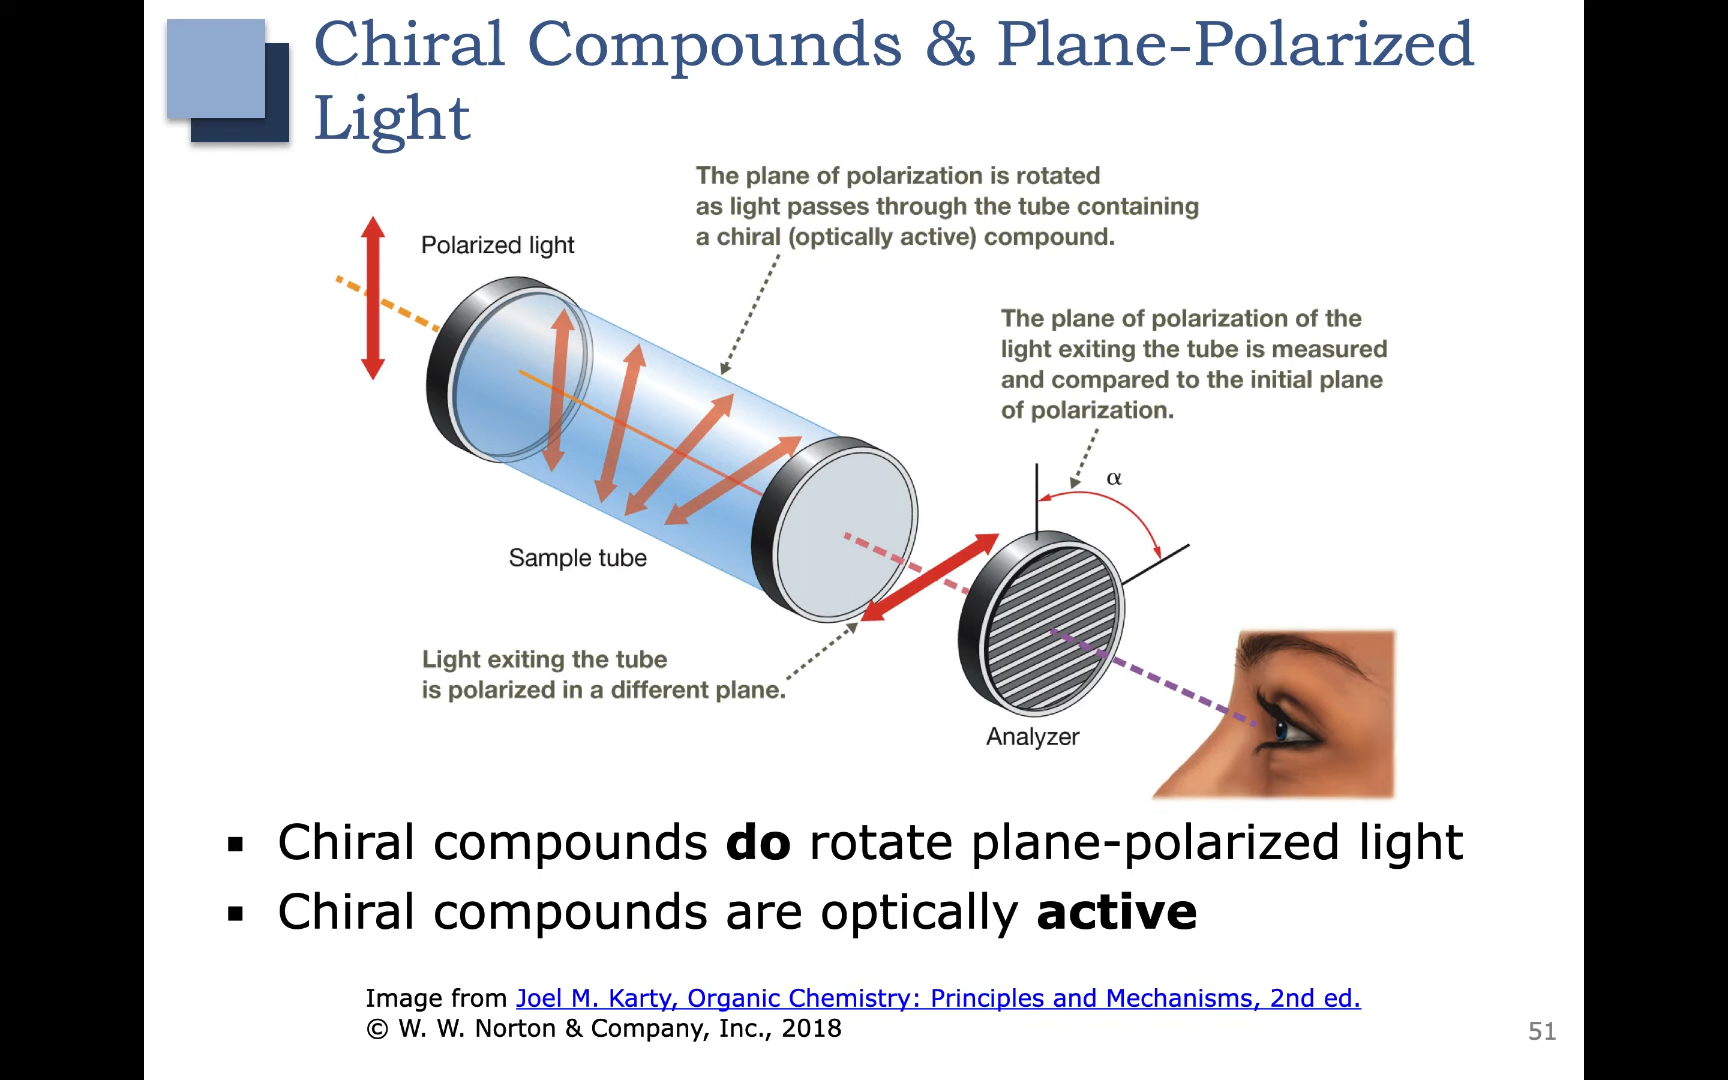 Chiral Compounds & Plane-Polarized
Light
The plane of polarization is rotated
as light passes through the tube containing
a chiral (optically active) compound.
Polarized light
The plane of polarization of the
light exiting the tube is measured
and compared to the initial plane
of polarization.
α
Sample tube
Light exiting the tube
is polarized in a different plane.
Analyzer
▪ Chiral compounds do rotate plane-polarized light
▪ Chiral compounds are optically active
Image from Joel M. Karty, Organic Chemistry: Principles and Mechanisms, 2nd ed.
© W. W. Norton & Company, Inc., 2018
51